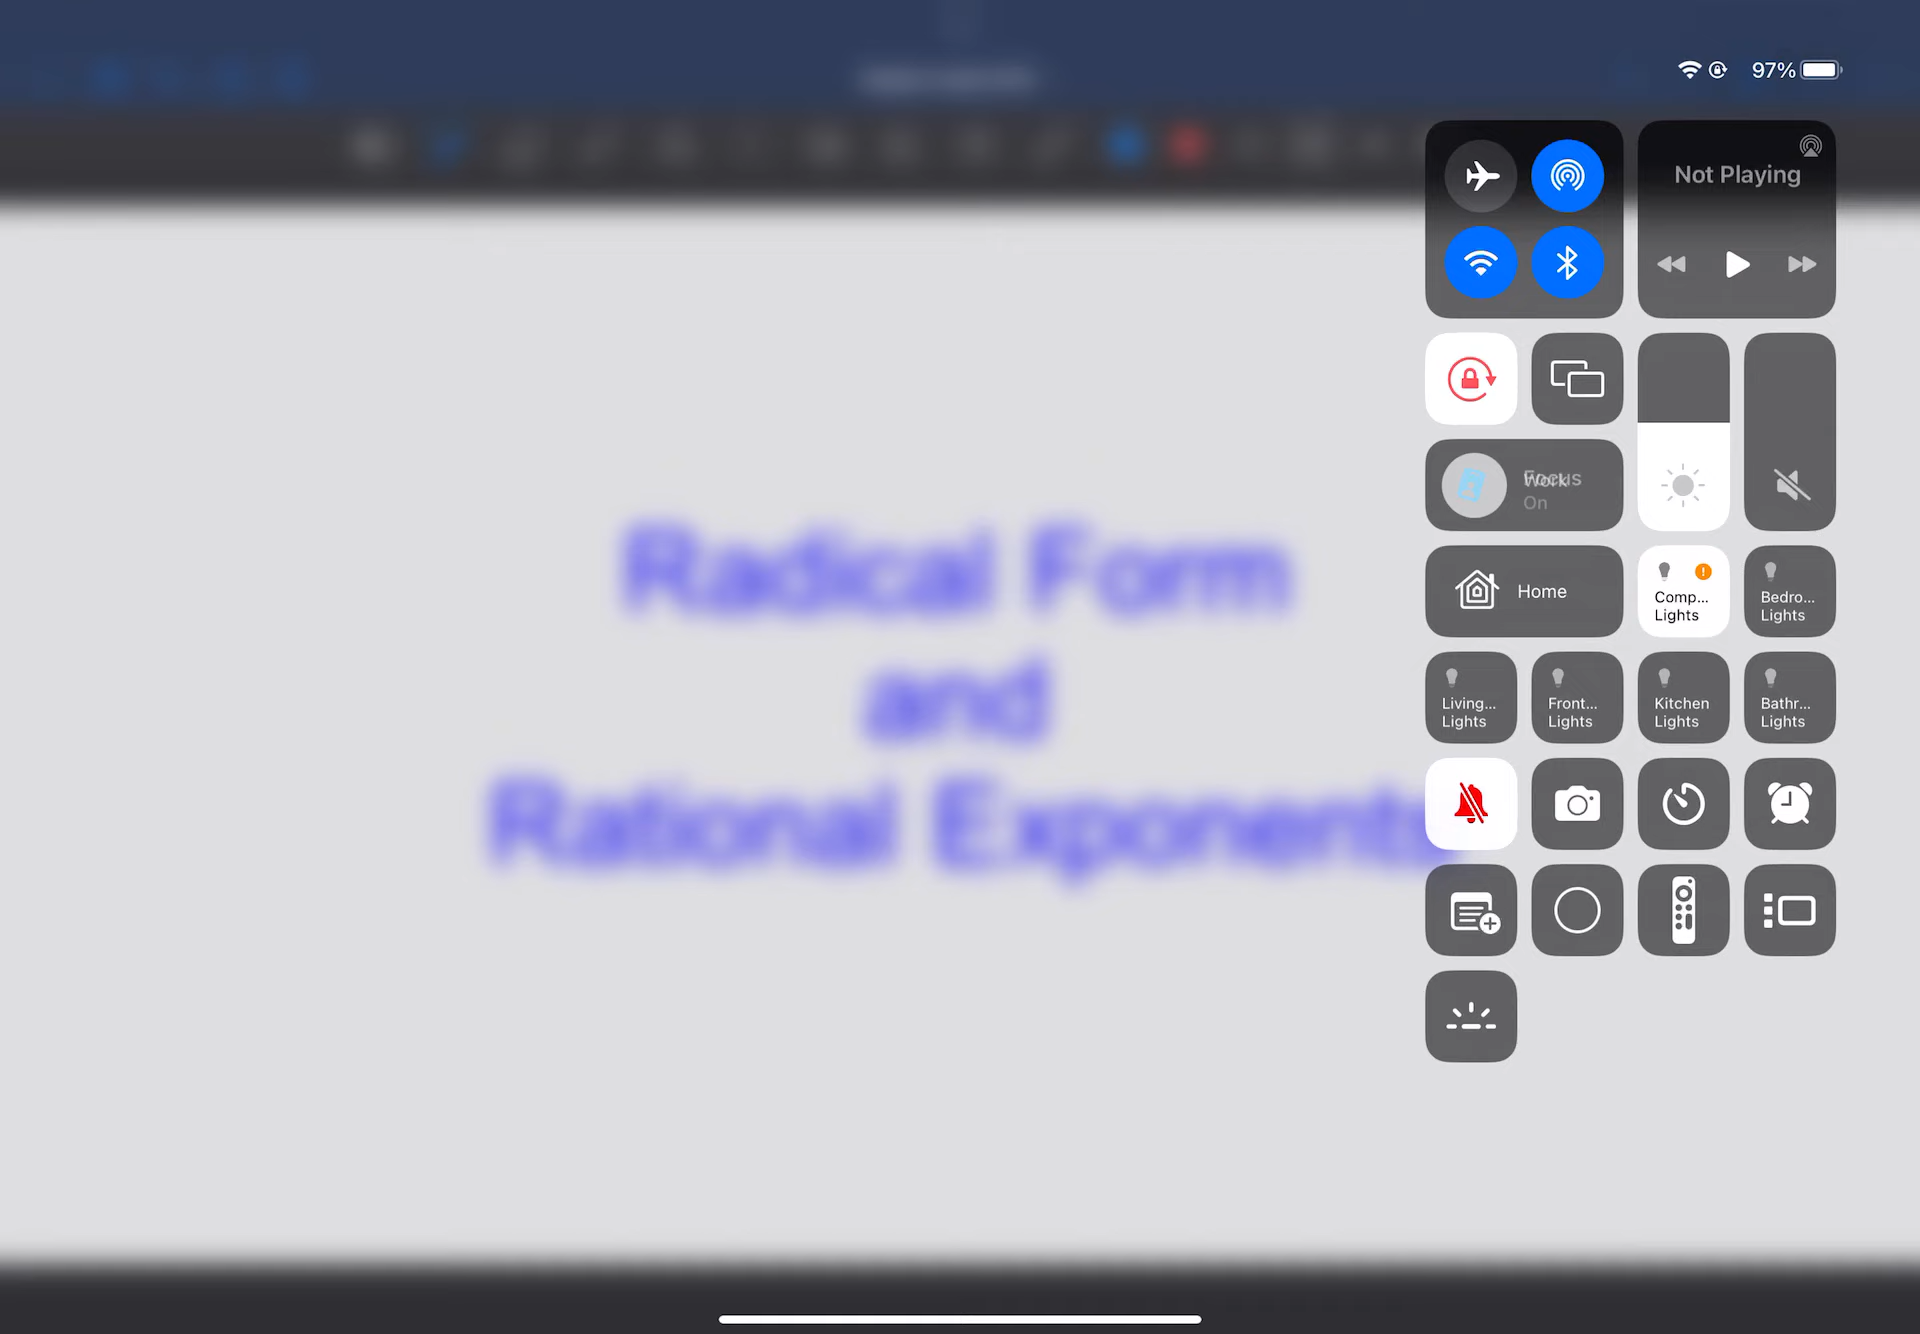 97%
Not Playing
On
Home
Comp...
Lights
Bedro...
Lights
Living...
Lights
Front...
Lights
Kitchen
Lights
Bathr...
Lights
Radical Form
and
Rational Exponents